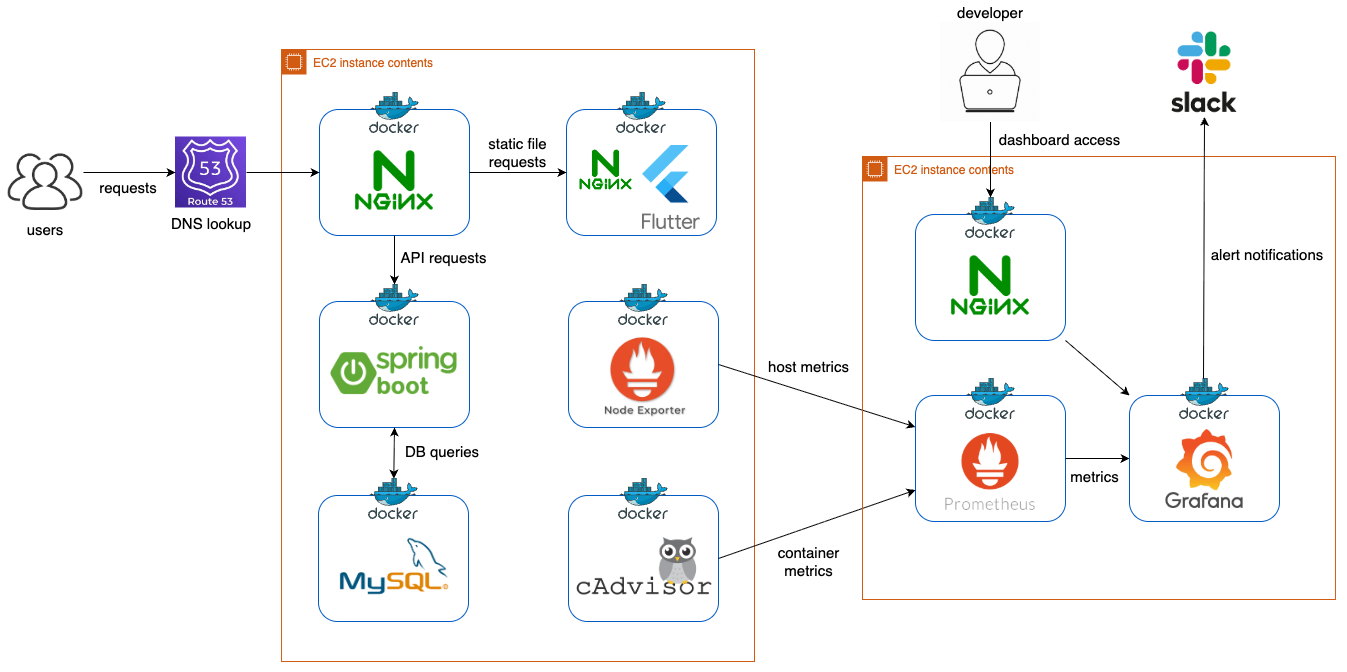 developer
slack
EC2 instance contents
docker
docker
static file
requests
dashboard access
53
Route 53
requests
NGINX
NGINX
Flutter
EC2 instance contents
DNS lookup
users
docker
API requests
alert notifications
NGINX
docker
docker
spring
boot
host metrics
Node Exporter
docker
docker
DB queries
metrics
Prometheus
Grafana
docker
docker
container
metrics
MySQL
cAdvisor